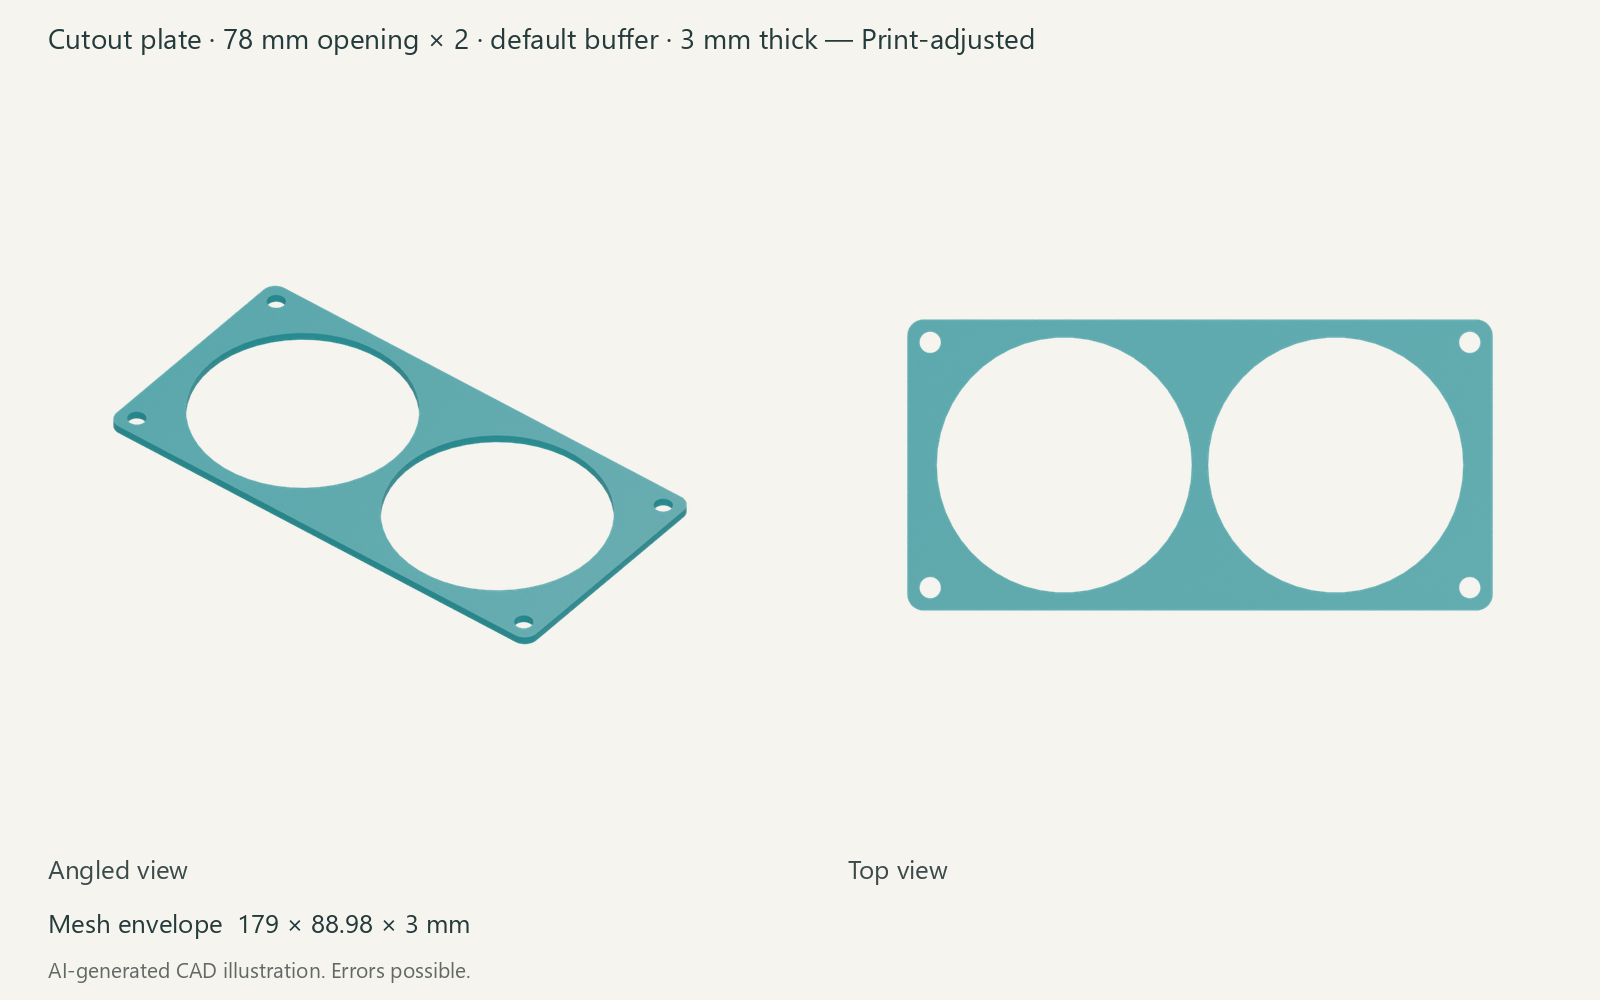 Cutout plate · 78 mm opening × 2 · default buffer · 3 mm thick — Print-adjusted
Angled view
Top view
Mesh envelope 179 × 88.98 × 3 mm
AI-generated CAD illustration. Errors possible.